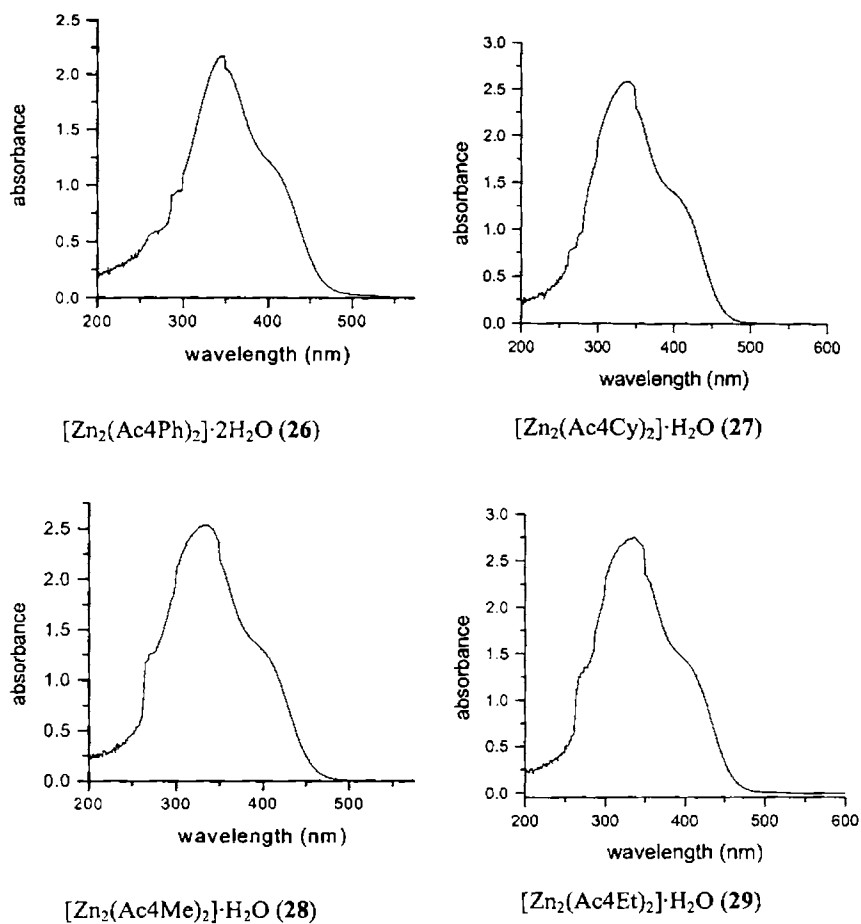 absorbance
2.5
2.0
1.5
1.0
0.5
0.0
200 300 400 500
wavelength (nm)
[Zn₂(Ac4Ph)₂]·2H₂O (26)
absorbance
3.0
2.5
2.0
1.5
1.0
0.5
0.0
200 300 400 500 600
wavelength (nm)
[Zn₂(Ac4Cy)₂]·H₂O (27)
absorbance
2.5
2.0
1.5
1.0
0.5
0.0
200 300 400 500
wavelength (nm)
[Zn₂(Ac4Me)₂]·H₂O (28)
absorbance
3.0
2.5
2.0
1.5
1.0
0.5
0.0
200 300 400 500 600
wavelength (nm)
[Zn₂(Ac4Et)₂]·H₂O (29)